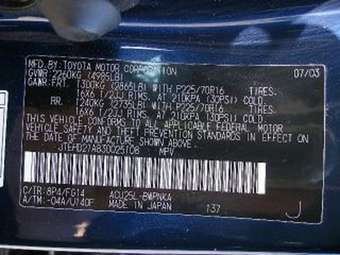 MFD.BY:TOYOTA MOTOR CORPORATION 07/03
GVWR: 2260KG (4985LB)
GAWR:FRT. 1300KG (2865LB) WITH P225/70R16 TIRES,
16X6 1/2JJ RIMS, AT 210KPA (30PSI) COLD
RR. 1240KG (2735LB) WITH P225/70R16 TIRES,
16X6 1/2JJ RIMS, AT 210KPA (30PSI) COLD
THIS VEHICLE CONFORMS TO ALL APPLICABLE FEDERAL
MOTOR VEHICLE SAFETY AND THEFT PREVENTION
STANDARDS IN EFFECT ON THE DATE OF
MANUFACTURE SHOWN ABOVE.
MPV
C/TR: 8P4/FG14 ACU25L-BWPNKA
A/TM: -04A/U140F MADE IN JAPAN 137 J